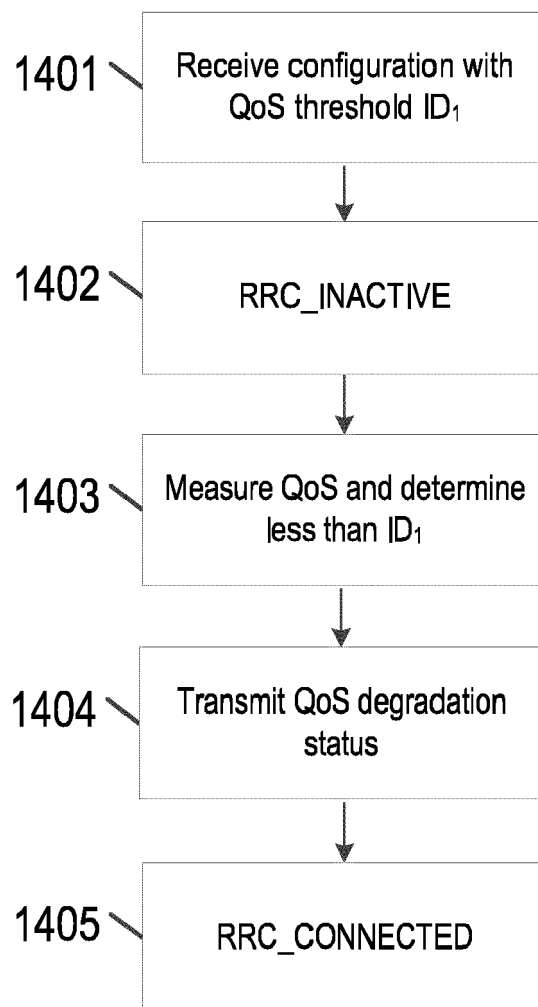 1401
Receive configuration with
QoS threshold ID₁
1402
RRC_INACTIVE
1403
Measure QoS and determine
less than ID₁
1404
Transmit QoS degradation
status
1405
RRC_CONNECTED